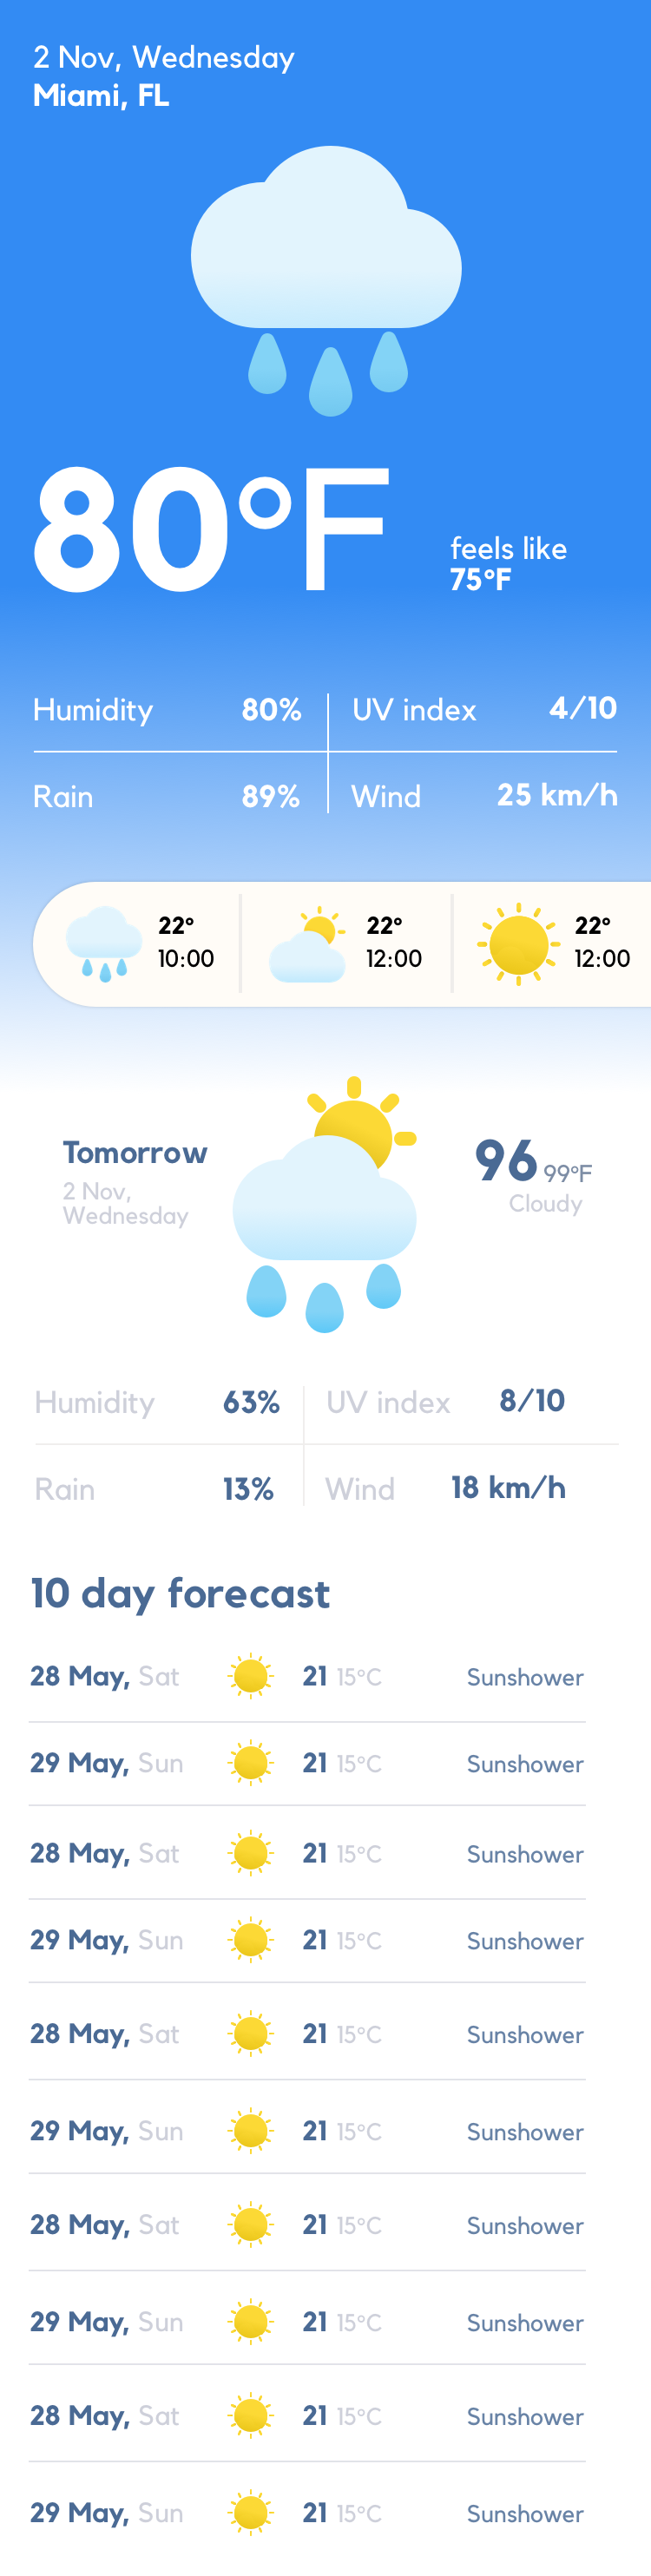 2 Nov, Wednesday
Miami, FL
80°F
feels like
75°F
Humidity 80% UV index 4/10
Rain 89% Wind 25 km/h
22° 22° 22°
10:00 12:00 12:00
Tomorrow
2 Nov,
Wednesday
96 99°F
Cloudy
Humidity 63% UV index 8/10
Rain 13% Wind 18 km/h
10 day forecast
28 May, Sat 21 15°C Sunshower
29 May, Sun 21 15°C Sunshower
28 May, Sat 21 15°C Sunshower
29 May, Sun 21 15°C Sunshower
28 May, Sat 21 15°C Sunshower
29 May, Sun 21 15°C Sunshower
28 May, Sat 21 15°C Sunshower
29 May, Sun 21 15°C Sunshower
28 May, Sat 21 15°C Sunshower
29 May, Sun 21 15°C Sunshower